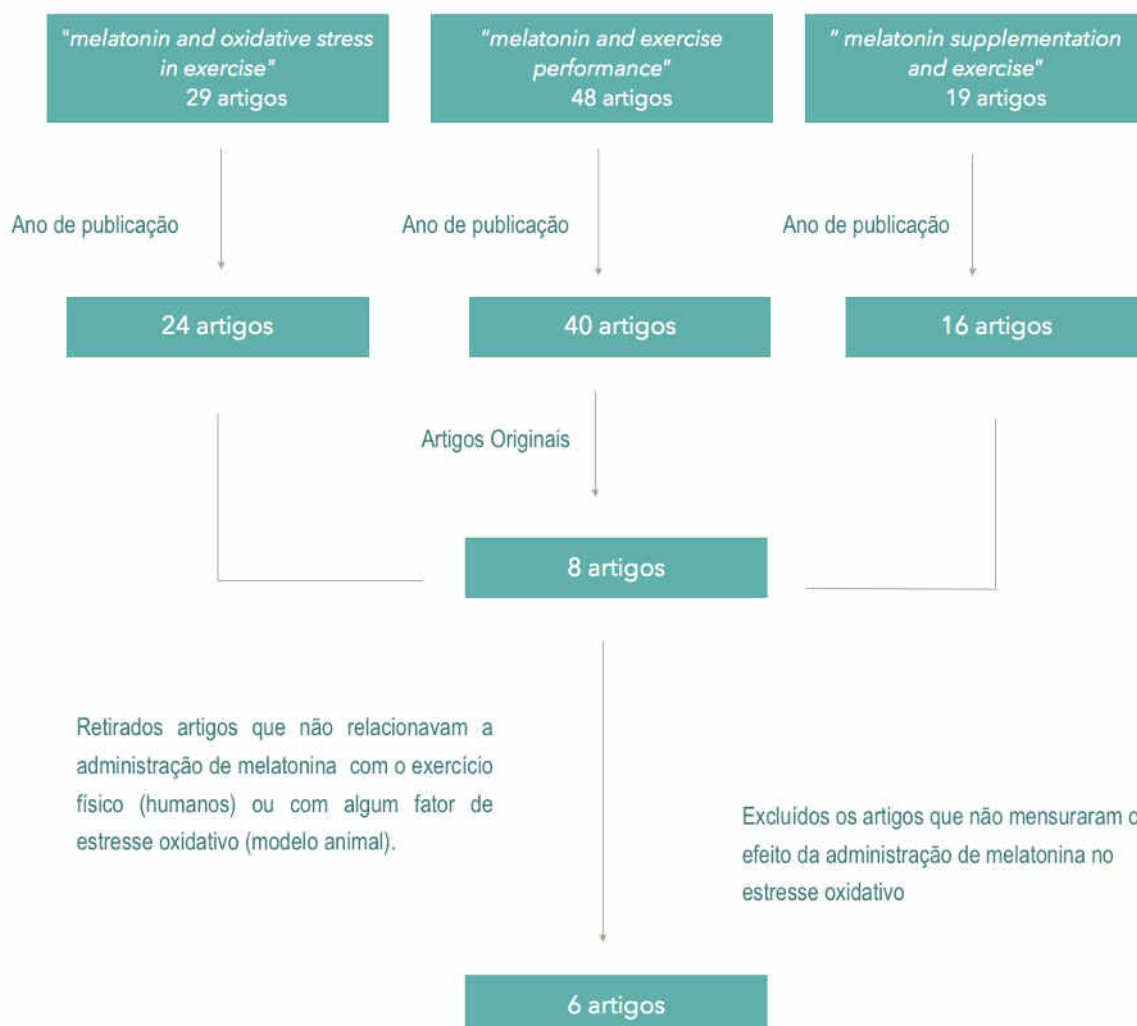 "melatonin and oxidative stress
in exercise"
29 artigos
"melatonin and exercise
performance"
48 artigos
" melatonin supplementation
and exercise"
19 artigos
Ano de publicação
Ano de publicação
Ano de publicação
24 artigos
40 artigos
16 artigos
Artigos Originais
8 artigos
Retirados artigos que não relacionavam a
administração de melatonina com o exercício
físico (humanos) ou com algum fator de
estresse oxidativo (modelo animal).
Excluídos os artigos que não mensuraram o
efeito da administração de melatonina no
estresse oxidativo
6 artigos